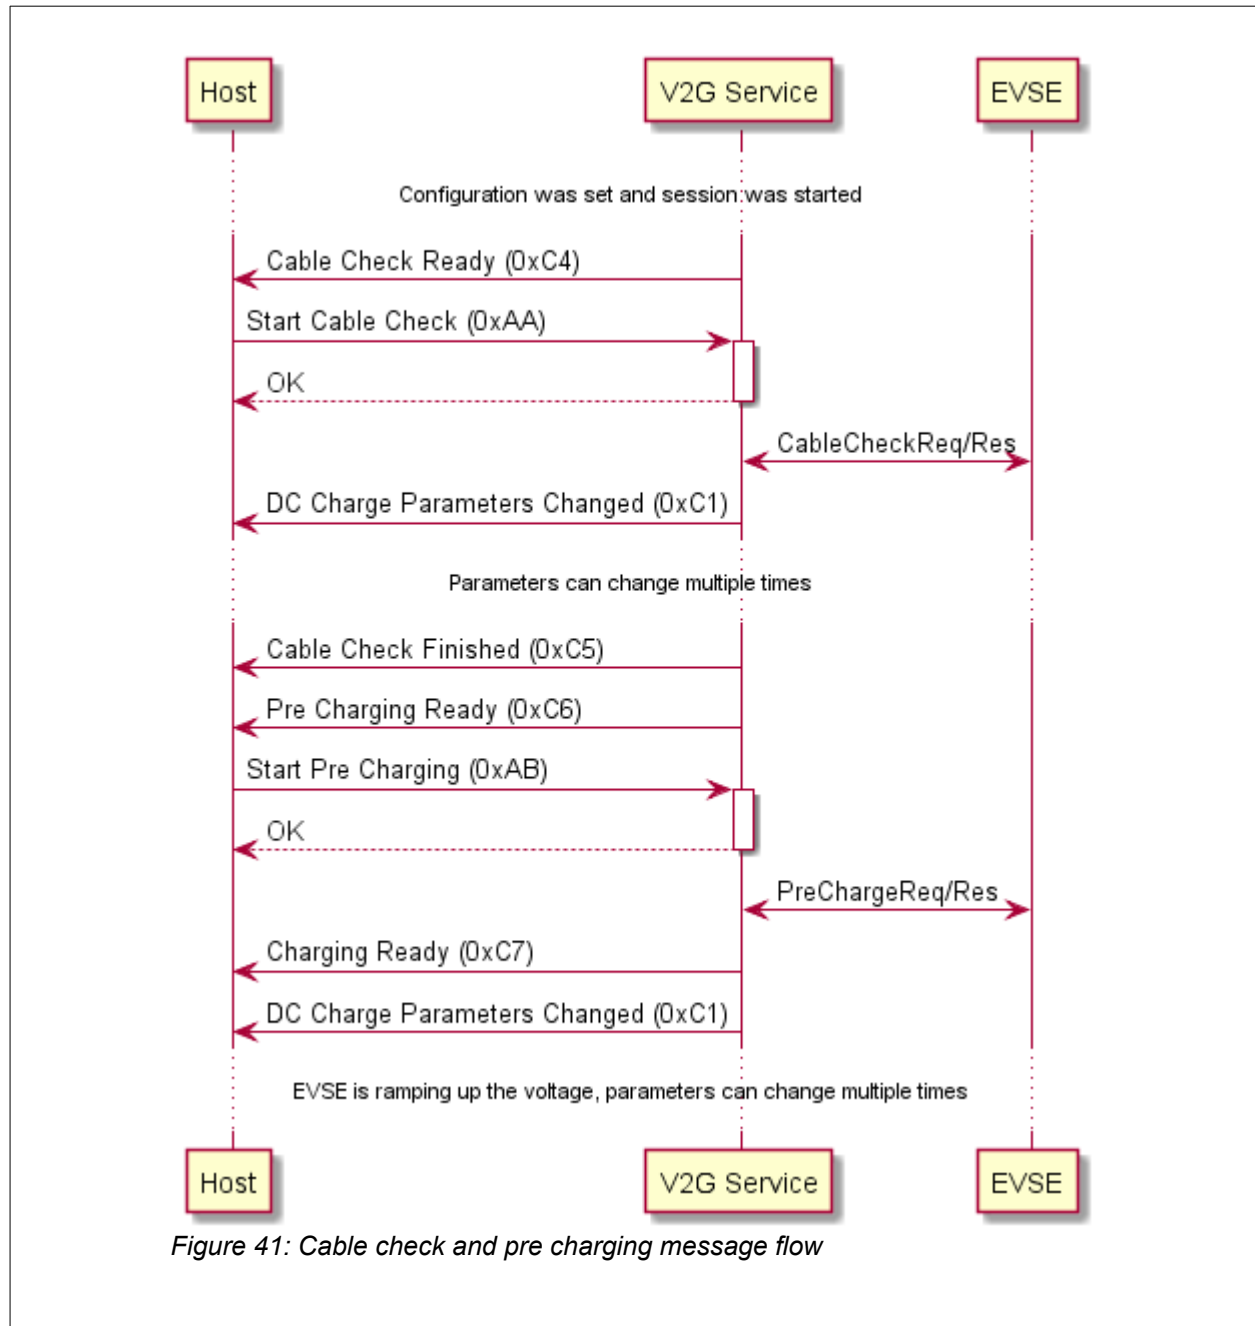 Host
V2G Service
EVSE
Configuration was set and session was started
Cable Check Ready (0xC4)
Start Cable Check (0xAA)
OK
CableCheckReq/Res
DC Charge Parameters Changed (0xC1)
Parameters can change multiple times
Cable Check Finished (0xC5)
Pre Charging Ready (0xC6)
Start Pre Charging (0xAB)
OK
PreChargeReq/Res
Charging Ready (0xC7)
DC Charge Parameters Changed (0xC1)
EVSE is ramping up the voltage, parameters can change multiple times
Host
V2G Service
EVSE
Figure 41: Cable check and pre charging message flow